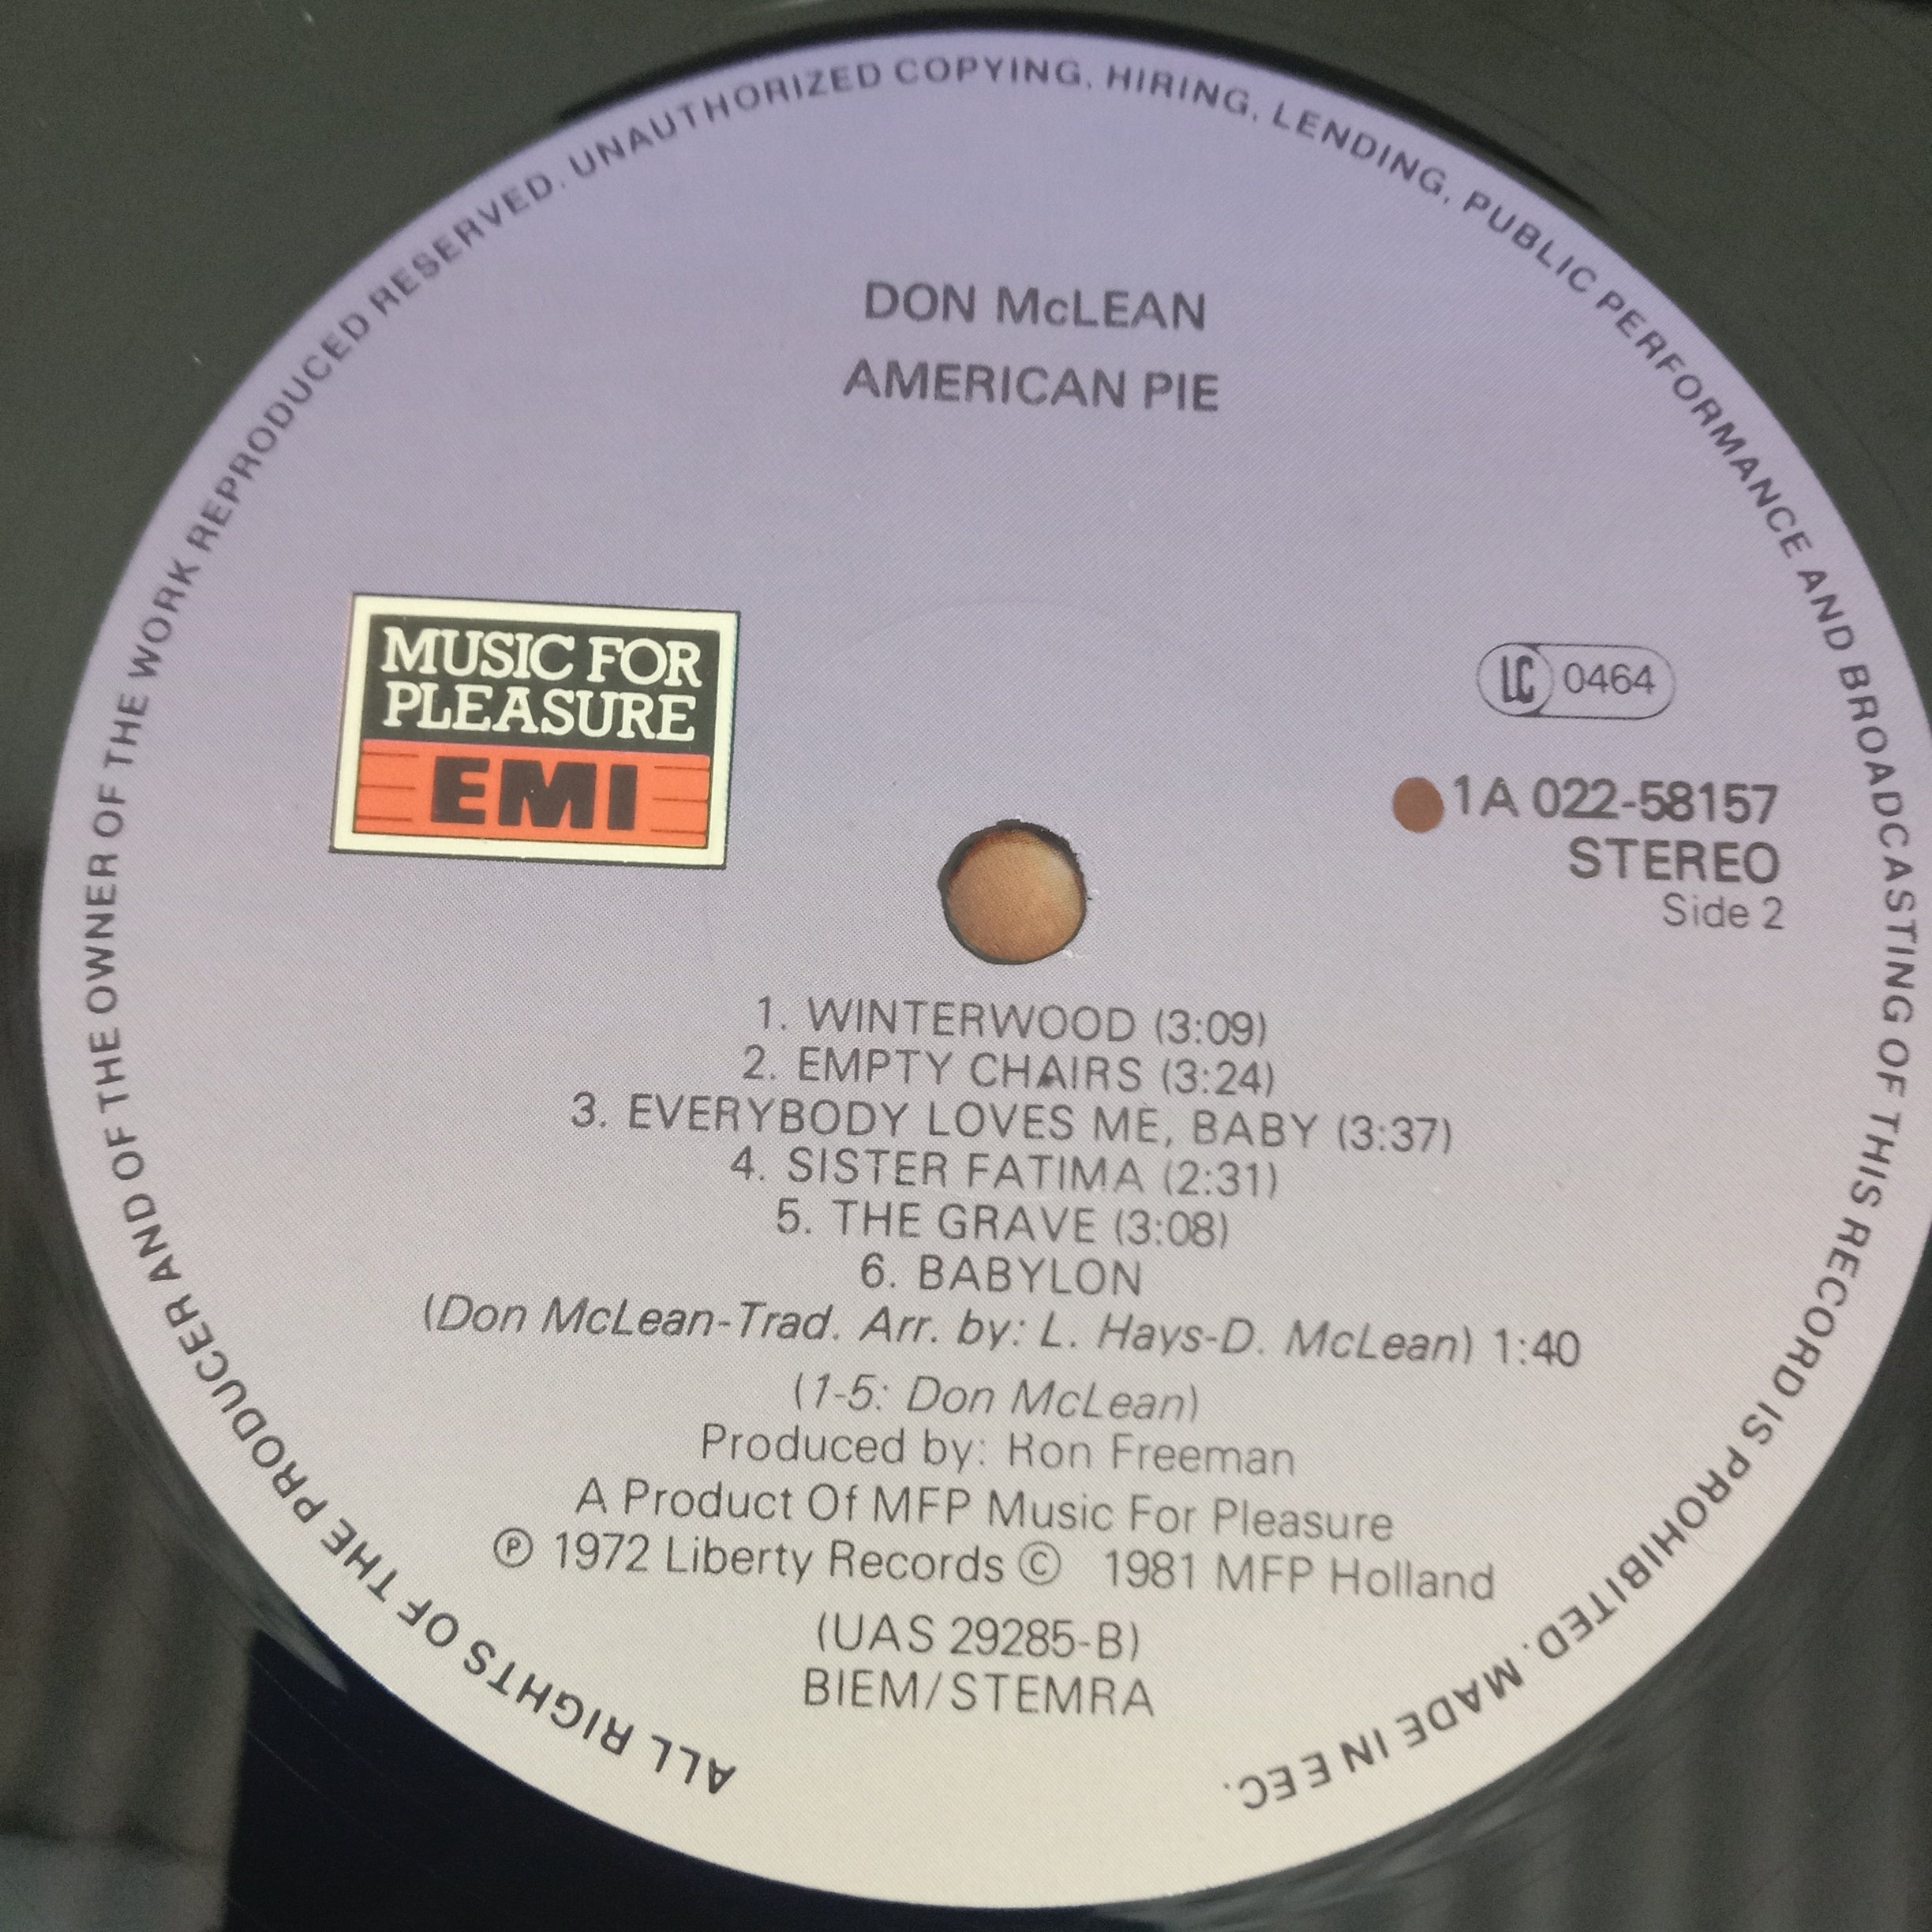 ALL RIGHTS OF THE PRODUCER AND OF THE OWNER OF THE WORK REPRODUCED RESERVED. UNAUTHORIZED COPYING, HIRING, LENDING, PUBLIC PERFORMANCE AND BROADCASTING OF THIS RECORD IS PROHIBITED. MADE IN EEC.
DON McLEAN
AMERICAN PIE
MUSIC FOR
PLEASURE
EMI
LC 0464
1A 022-58157
STEREO
Side 2
1. WINTERWOOD (3:09)
2. EMPTY CHAIRS (3:24)
3. EVERYBODY LOVES ME, BABY (3:37)
4. SISTER FATIMA (2:31)
5. THE GRAVE (3:08)
6. BABYLON
(Don McLean-Trad. Arr. by: L. Hays-D. McLean) 1:40
(1-5: Don McLean)
Produced by: Ron Freeman
A Product Of MFP Music For Pleasure
Ⓟ 1972 Liberty Records © 1981 MFP Holland
(UAS 29285-B)
BIEM/STEMRA